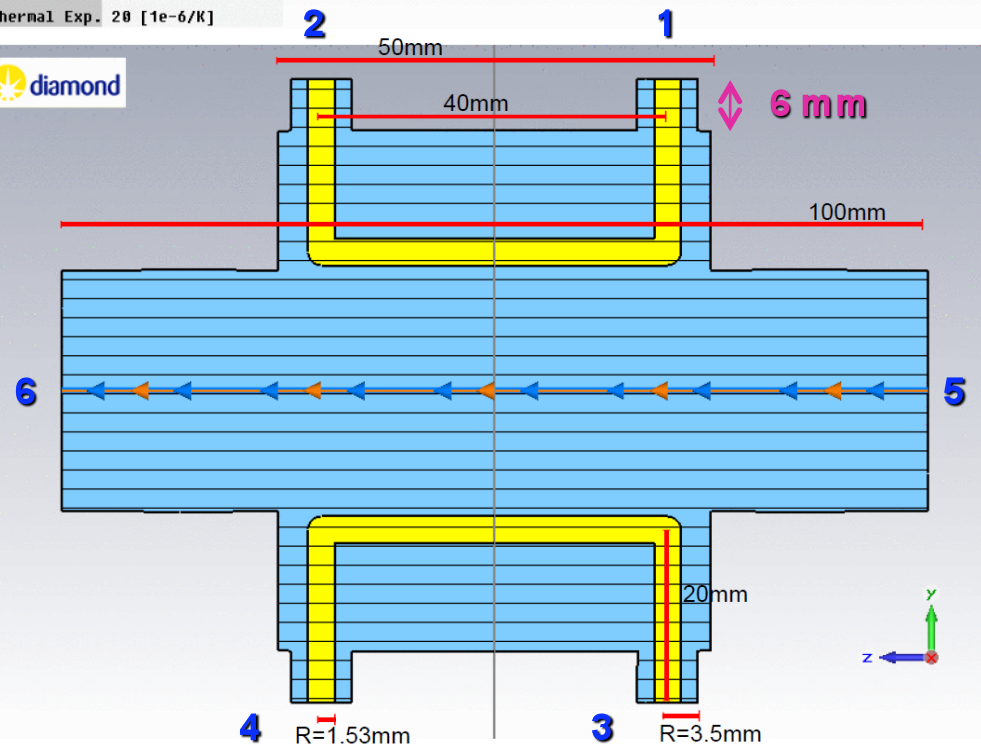 hermal Exp. 20 [1e-6/K]
2
1
50mm
diamond
40mm
6 mm
100mm
6
5
20mm
y
z
x
4
3
R=1.53mm
R=3.5mm